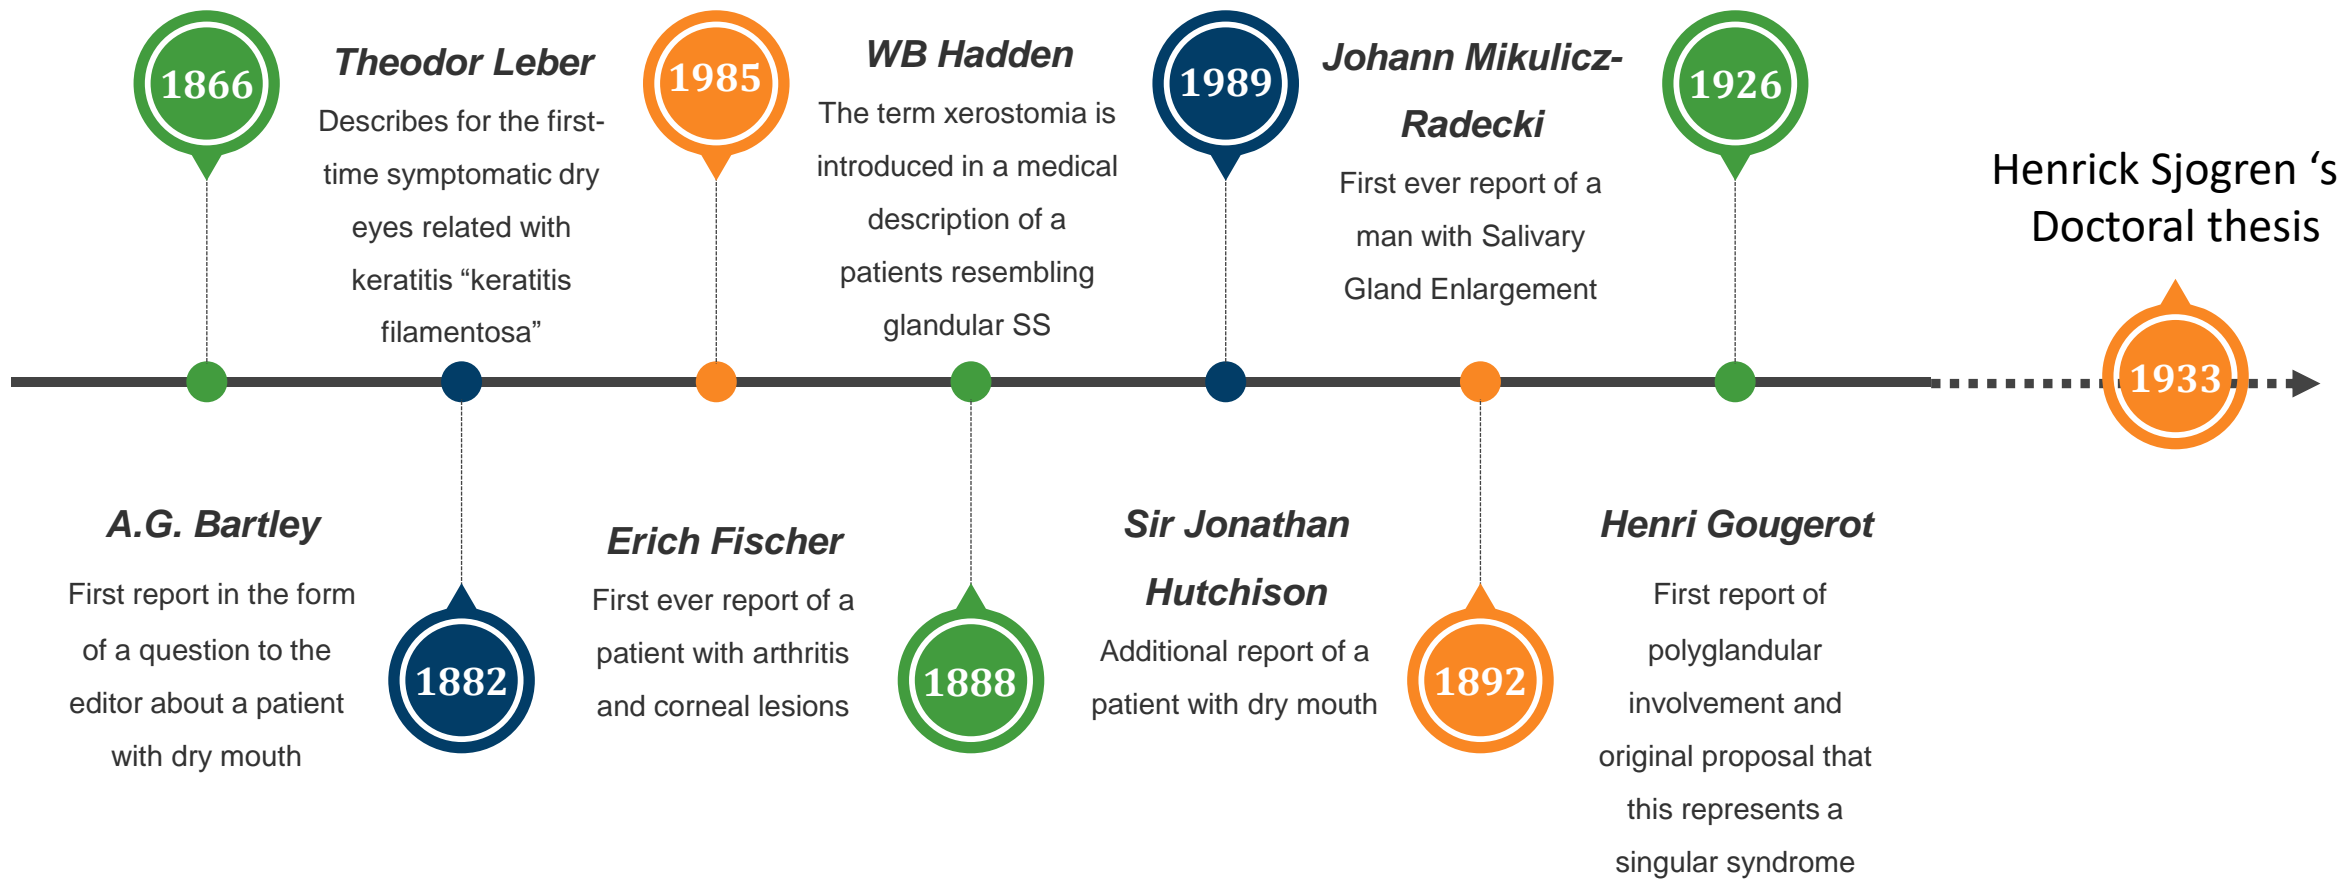 1866
A.G. Bartley
First report in the form
of a question to the
editor about a patient
with dry mouth
Theodor Leber
Describes for the first-
time symptomatic dry
eyes related with
keratitis “keratitis
filamentosa”
1882
1985
Erich Fischer
First ever report of a
patient with arthritis
and corneal lesions
WB Hadden
The term xerostomia is
introduced in a medical
description of a
patients resembling
glandular SS
1888
1989
Sir Jonathan
Hutchison
Additional report of a
patient with dry mouth
Johann Mikulicz-
Radecki
First ever report of a
man with Salivary
Gland Enlargement
1892
1926
Henri Gougerot
First report of
polyglandular
involvement and
original proposal that
this represents a
singular syndrome
Henrick Sjogren ‘s
Doctoral thesis
1933